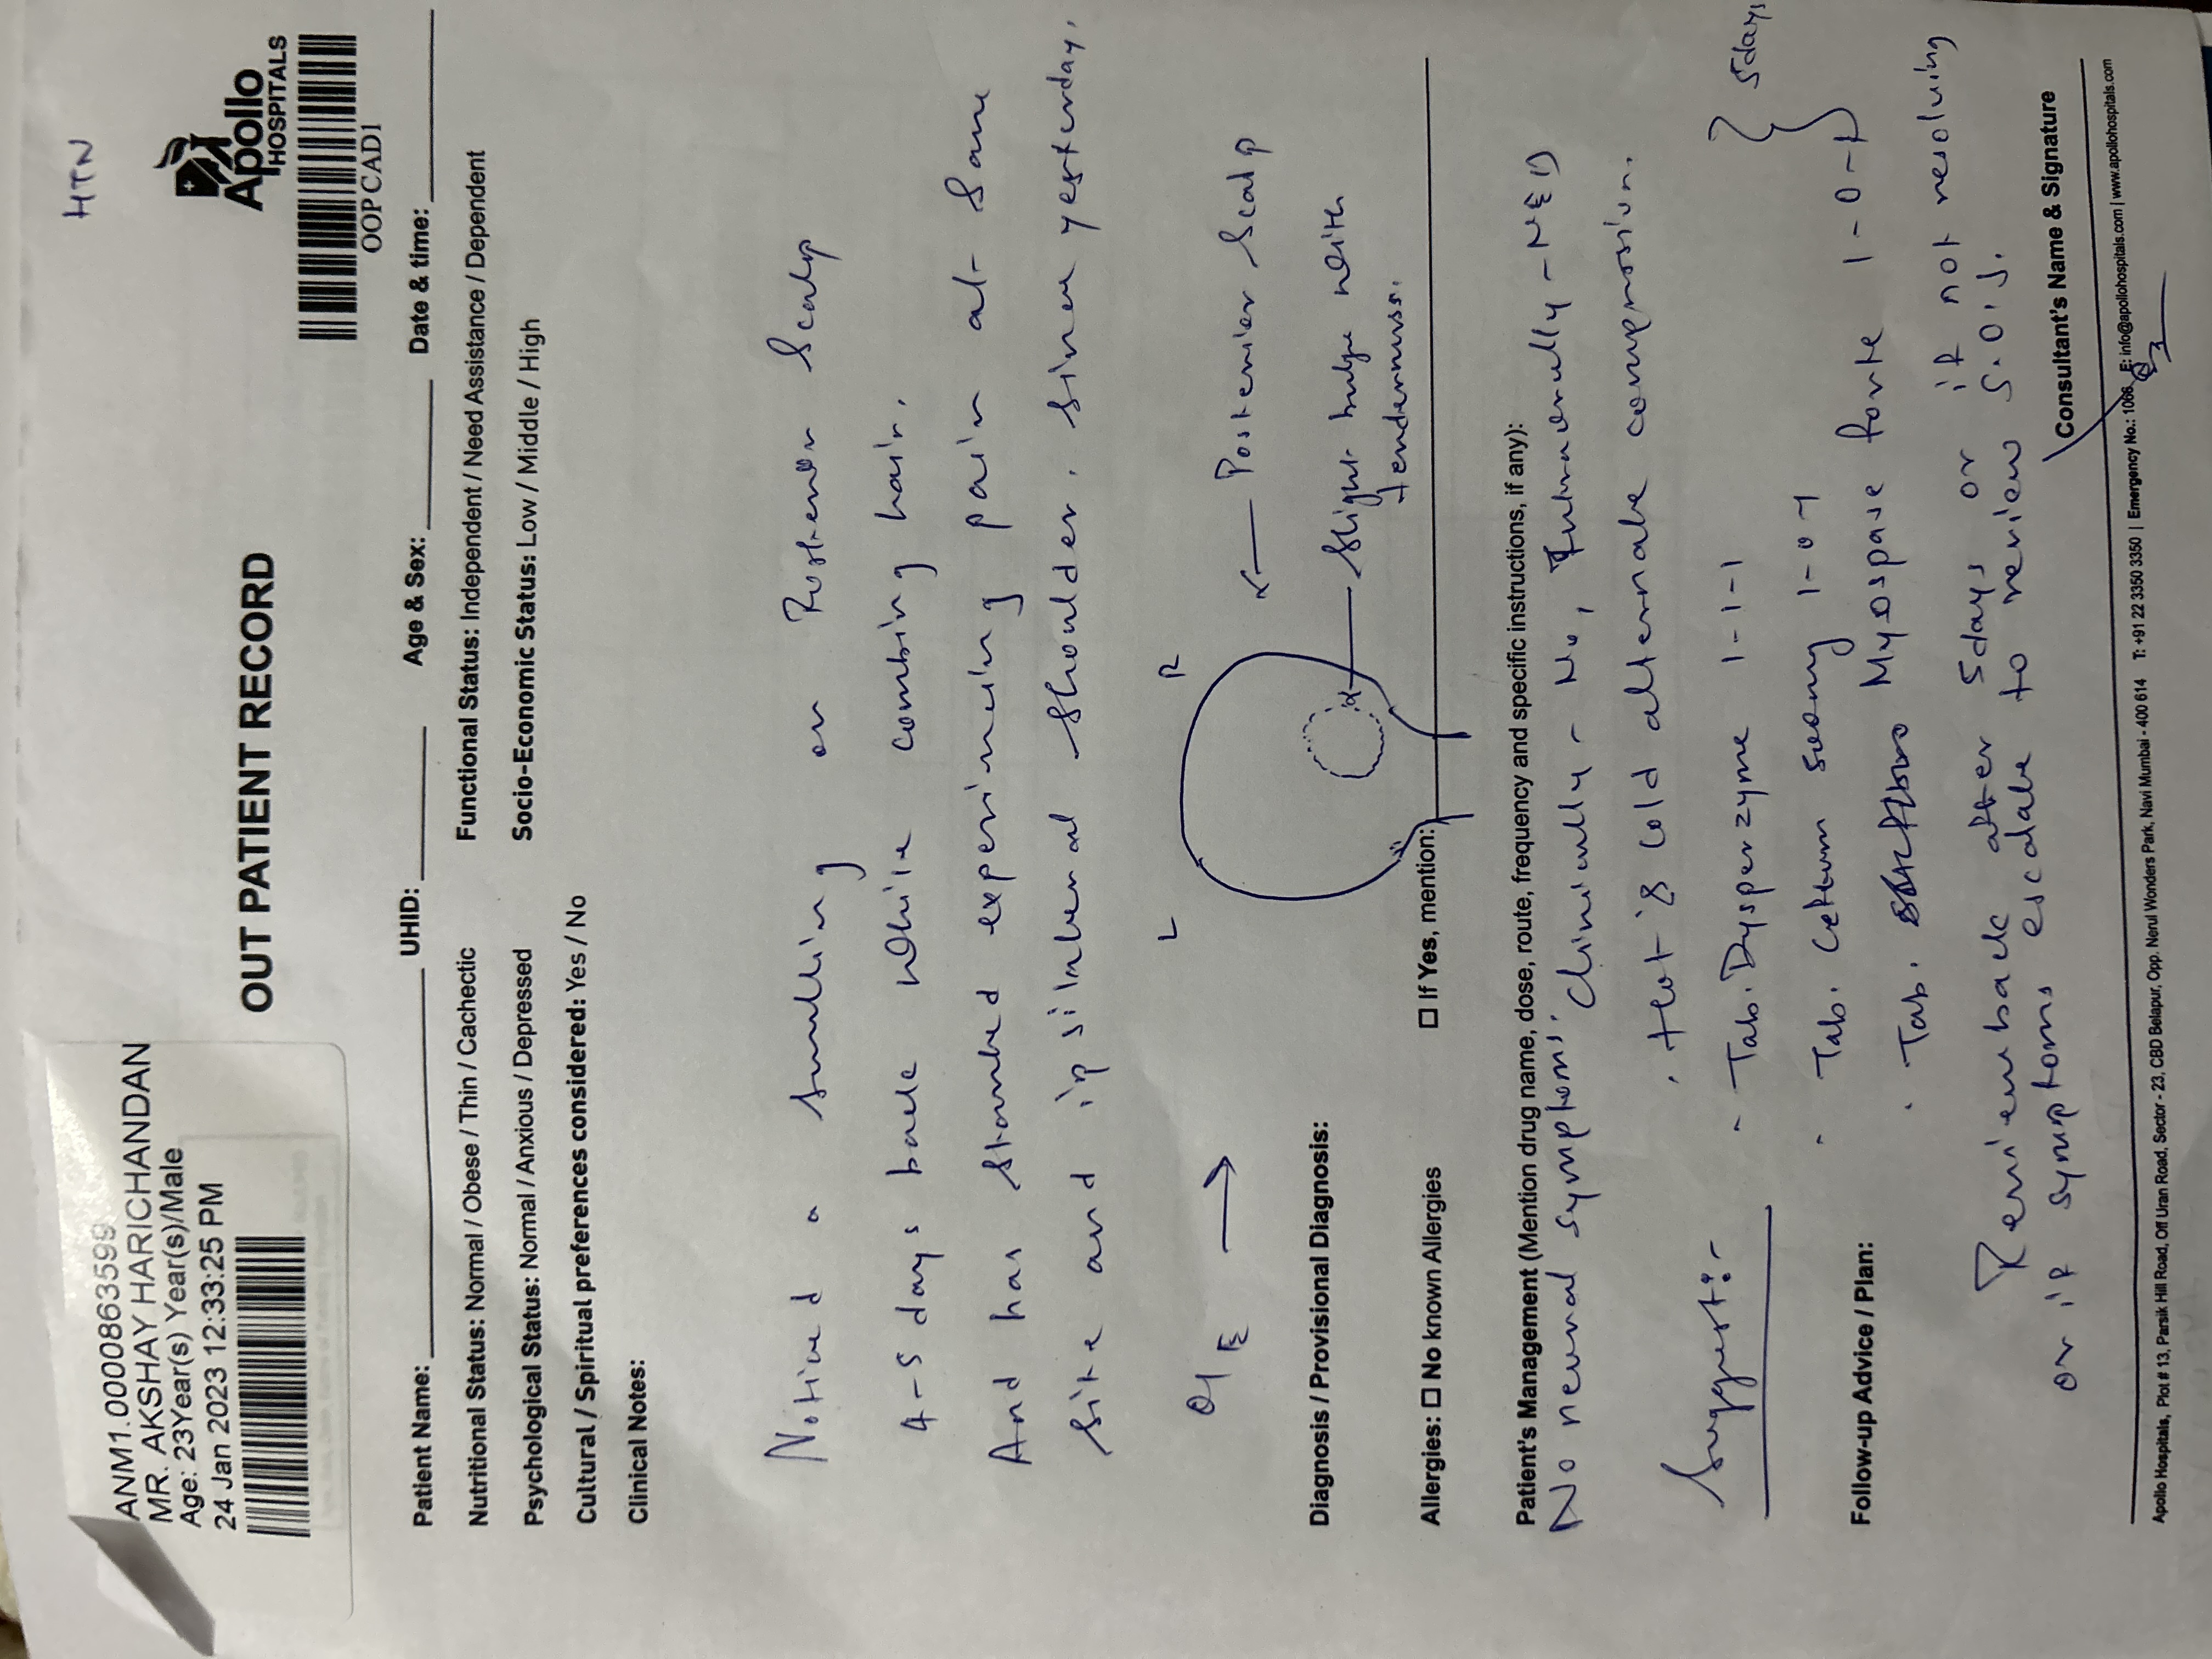 HTN
ANM1.0000863599
MR. AKSHAY HARICHANDAN
Age: 23Year(s) Year(s)/Male
24 Jan 2023 12:33:25 PM
OUT PATIENT RECORD
Apollo
HOSPITALS
OOPCAD1
Patient Name: UHID: Age & Sex: Date & time:
Nutritional Status: Normal / Obese / Thin / Cachectic Functional Status: Independent / Need Assistance / Dependent
Psychological Status: Normal / Anxious / Depressed Socio-Economic Status: Low / Middle / High
Cultural / Spiritual preferences considered: Yes / No
Clinical Notes:
Noticed a swelling on Posterior Scalp
4-5 days back while combing hair.
And has started experiencing pain at same
site and ipsilateral shoulder. since yesterday.
L R
O/E → Posterior Scalp
Diagnosis / Provisional Diagnosis:
Slight bulge with
tenderness.
Allergies: No known Allergies If Yes, mention:
Patient's Management (Mention drug name, dose, route, frequency and specific instructions, if any):
No neural symptoms. Clinically - No, Intraorally - NED
Hot & cold alternate compression.
Suggest:-
Tab. Dysperzyme 1-1-1
5days
Tab. Ceftum 500mg 1-0-1
Follow-up Advice / Plan:
Tab. Myospase forte 1-0-1
Review back after 5days or if not resolving
or if symptoms escalate to review S.O.S.
Consultant's Name & Signature
Apollo Hospitals, Plot # 13, Parsik Hill Road, Off Uran Road, Sector - 23, CBD Belapur, Opp. Nerul Wonders Park, Navi Mumbai - 400 614 T: +91 22 3350 3350 | Emergency No.: 1066 E: info@apollohospitals.com | www.apollohospitals.com